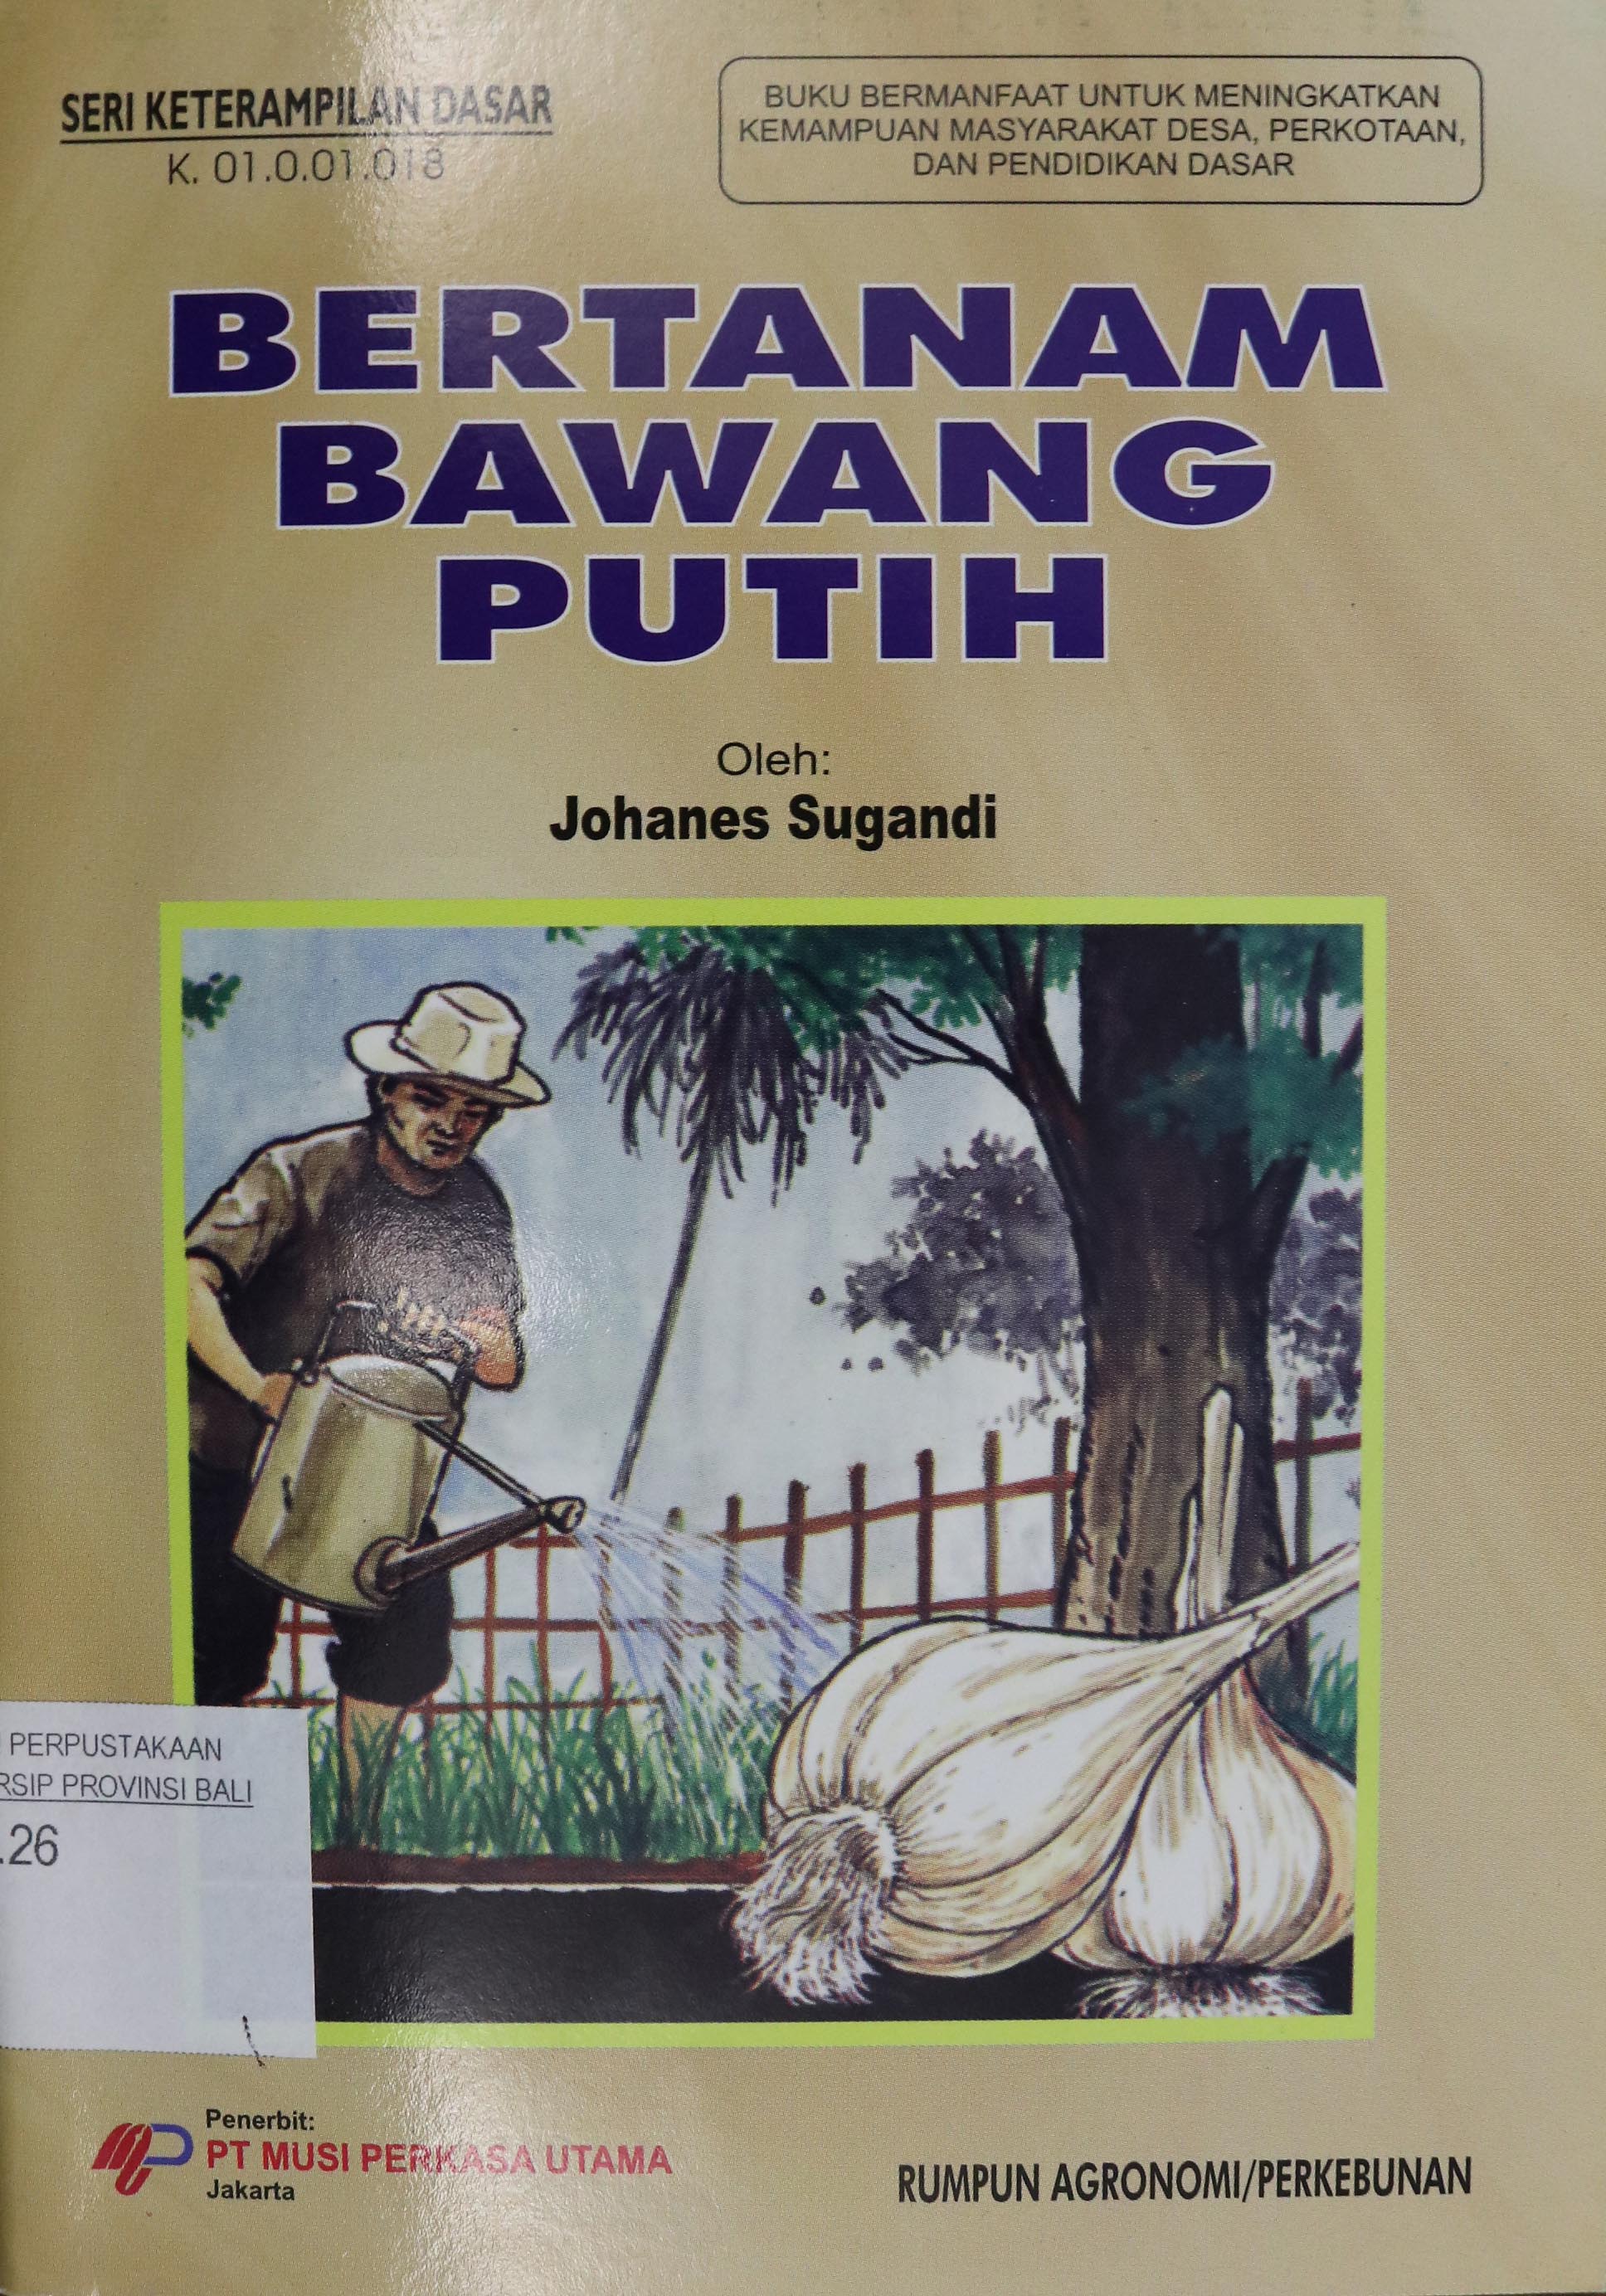 SERI KETERAMPILAN DASAR
K. 01.0.01.018
BUKU BERMANFAAT UNTUK MENINGKATKAN
KEMAMPUAN MASYARAKAT DESA, PERKOTAAN,
DAN PENDIDIKAN DASAR
BERTANAM
BAWANG
PUTIH
Oleh:
Johanes Sugandi
PERPUSTAKAAN
RSIP PROVINSI BALI
.26
Penerbit:
PT MUSI PERKASA UTAMA
Jakarta
RUMPUN AGRONOMI/PERKEBUNAN